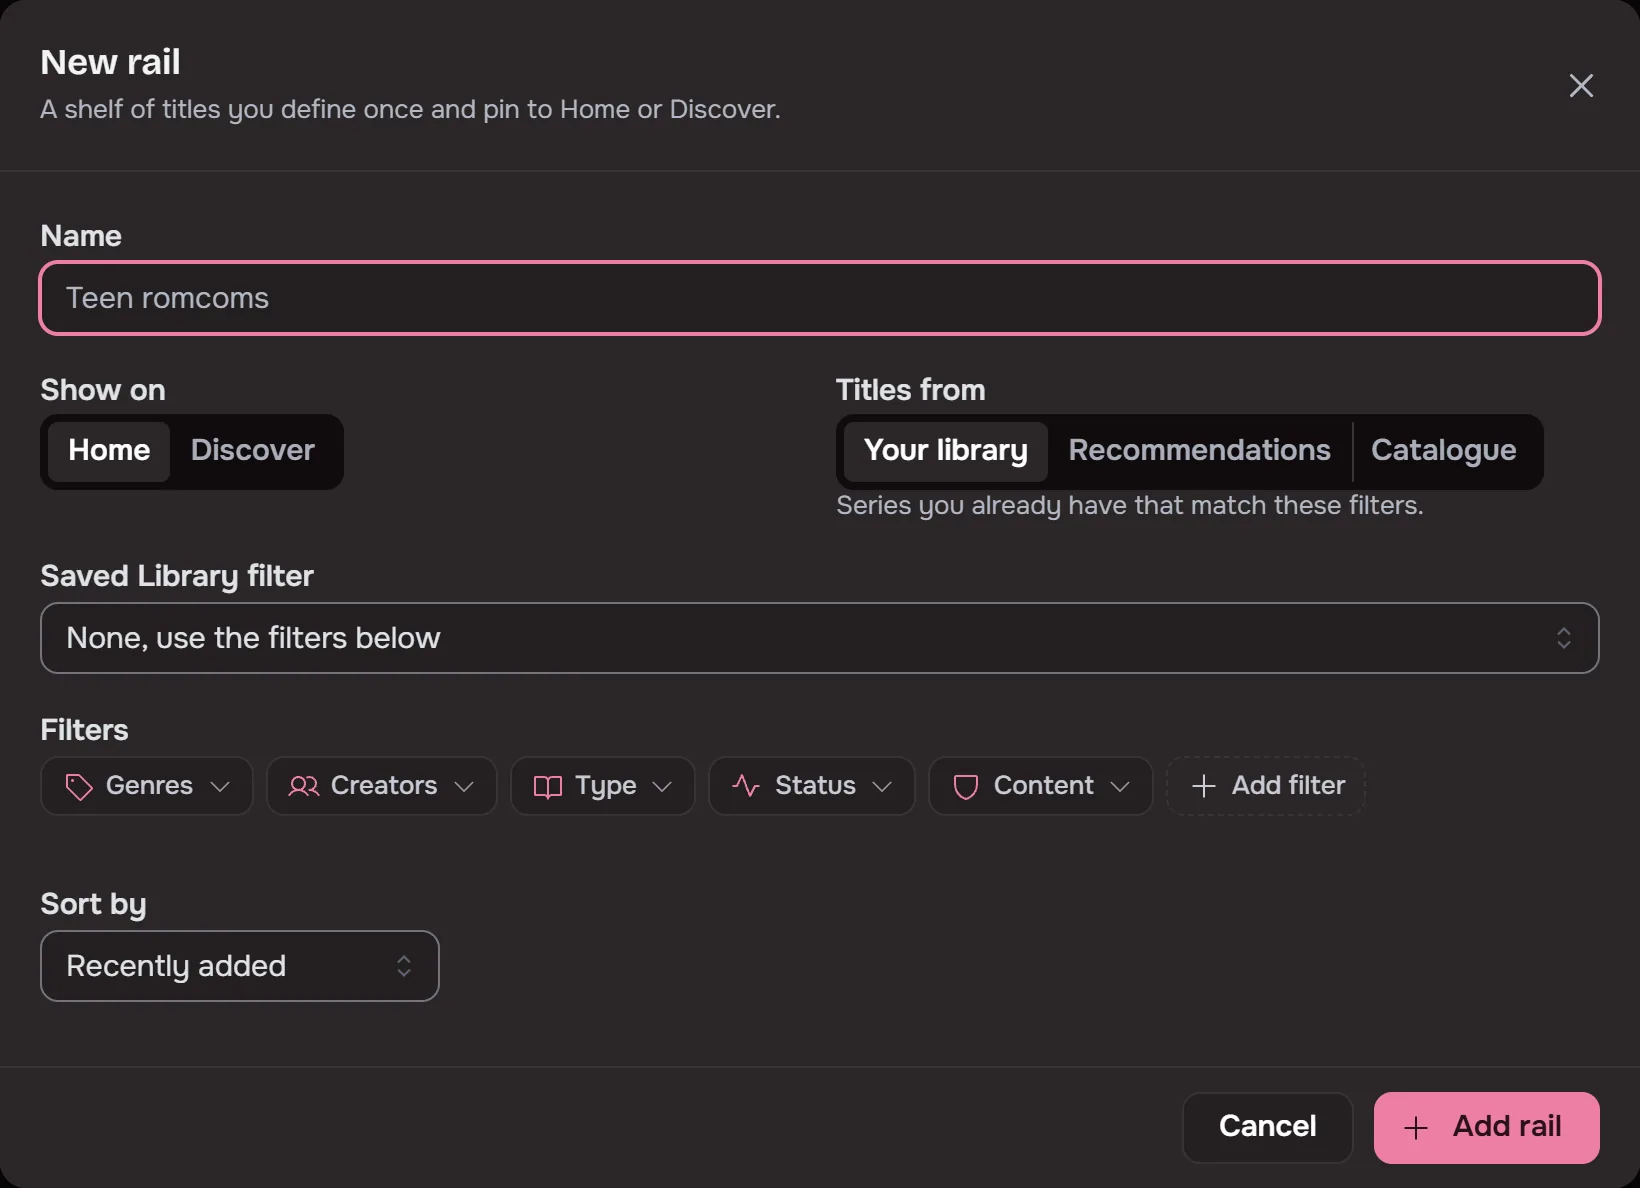 New rail
A shelf of titles you define once and pin to Home or Discover.
Name
Teen romcoms
Show on
Home Discover
Titles from
Your library Recommendations Catalogue
Series you already have that match these filters.
Saved Library filter
None, use the filters below
Filters
Genres Creators Type Status Content Add filter
Sort by
Recently added
Cancel Add rail